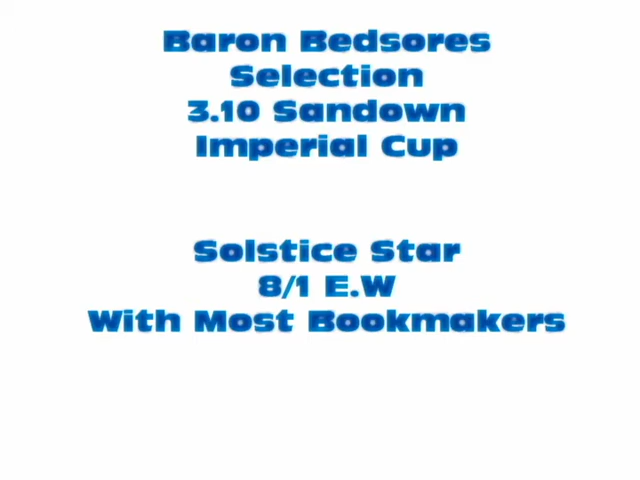 Baron Bedsores
Selection
3.10 Sandown
Imperial Cup
Solstice Star
8/1 E.W
With Most Bookmakers